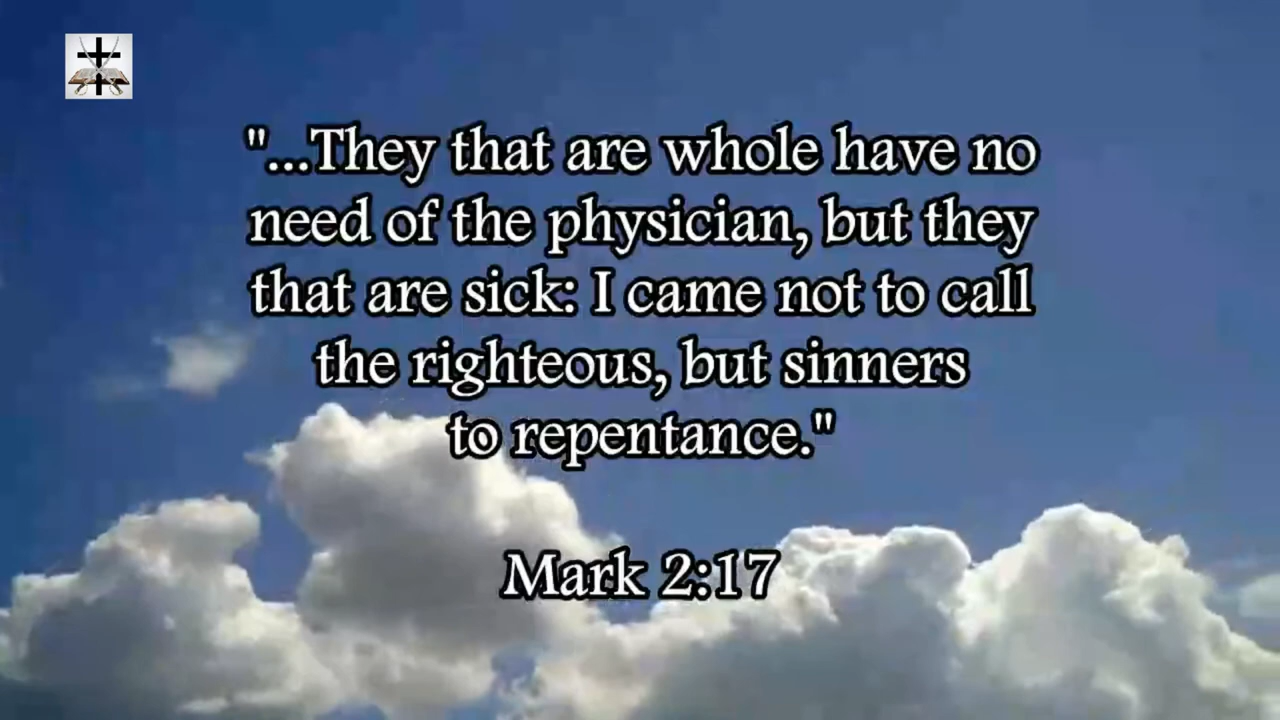 "...They that are whole have no
need of the physician, but they
that are sick: I came not to call
the righteous, but sinners
to repentance."
Mark 2:17